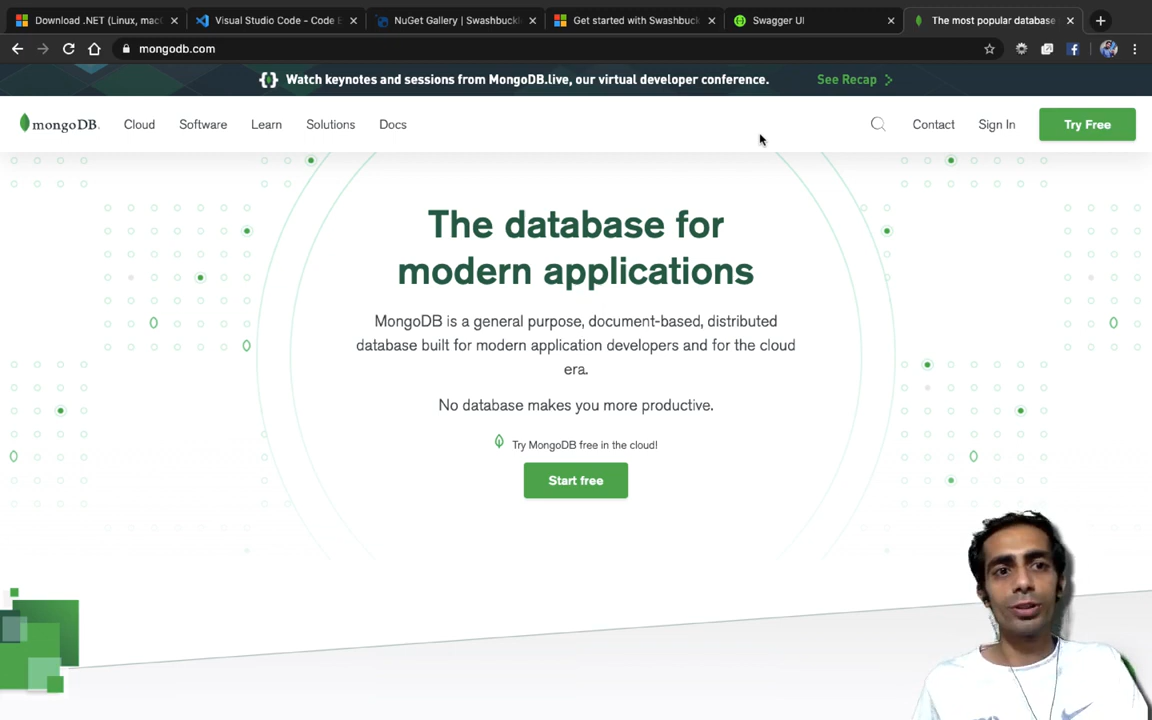 Download .NET (Linux, mac
Visual Studio Code - Code E
NuGet Gallery | Swashbuckl
Get started with Swashbuck
Swagger UI
The most popular database
mongodb.com
Watch keynotes and sessions from MongoDB.live, our virtual developer conference.
See Recap
mongoDB.
Cloud
Software
Learn
Solutions
Docs
Contact
Sign In
Try Free
The database for
modern applications
MongoDB is a general purpose, document-based, distributed
database built for modern application developers and for the cloud
era.
No database makes you more productive.
Try MongoDB free in the cloud!
Start free